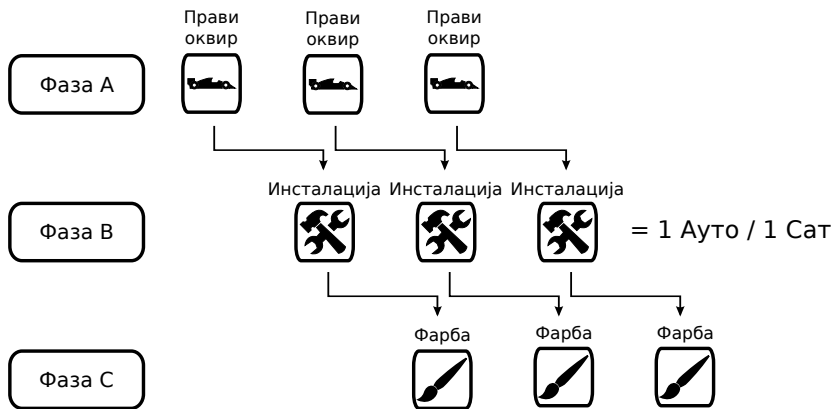 Прави
оквир
Прави
оквир
Прави
оквир
Фаза А
Инсталација
Инсталација
Инсталација
Фаза B
= 1 Ауто / 1 Сат
Фарба
Фарба
Фарба
Фаза C